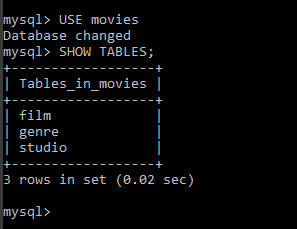 mysql> USE movies
Database changed
mysql> SHOW TABLES;
+------------------+
| Tables_in_movies |
+------------------+
| film             |
| genre            |
| studio           |
+------------------+
3 rows in set (0.02 sec)
mysql>